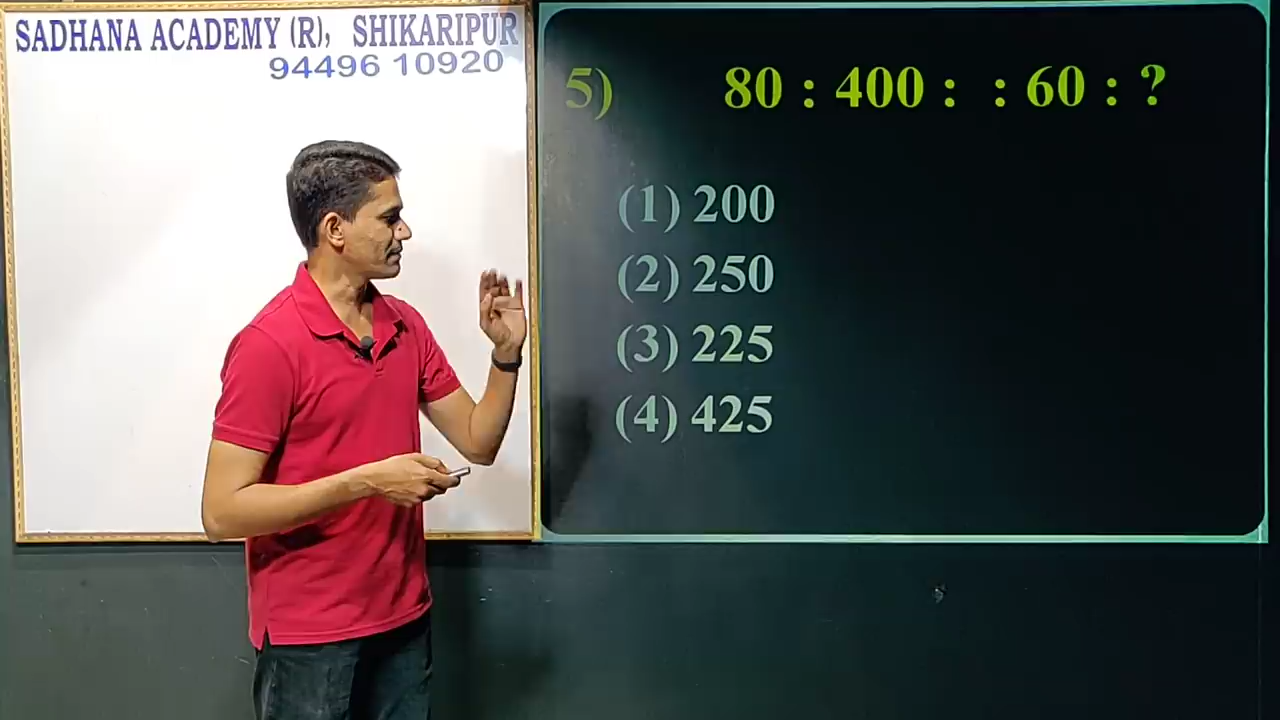 SADHANA ACADEMY (R), SHIKARIPUR
94496 10920
5) 80 : 400 : : 60 : ?
(1) 200
(2) 250
(3) 225
(4) 425